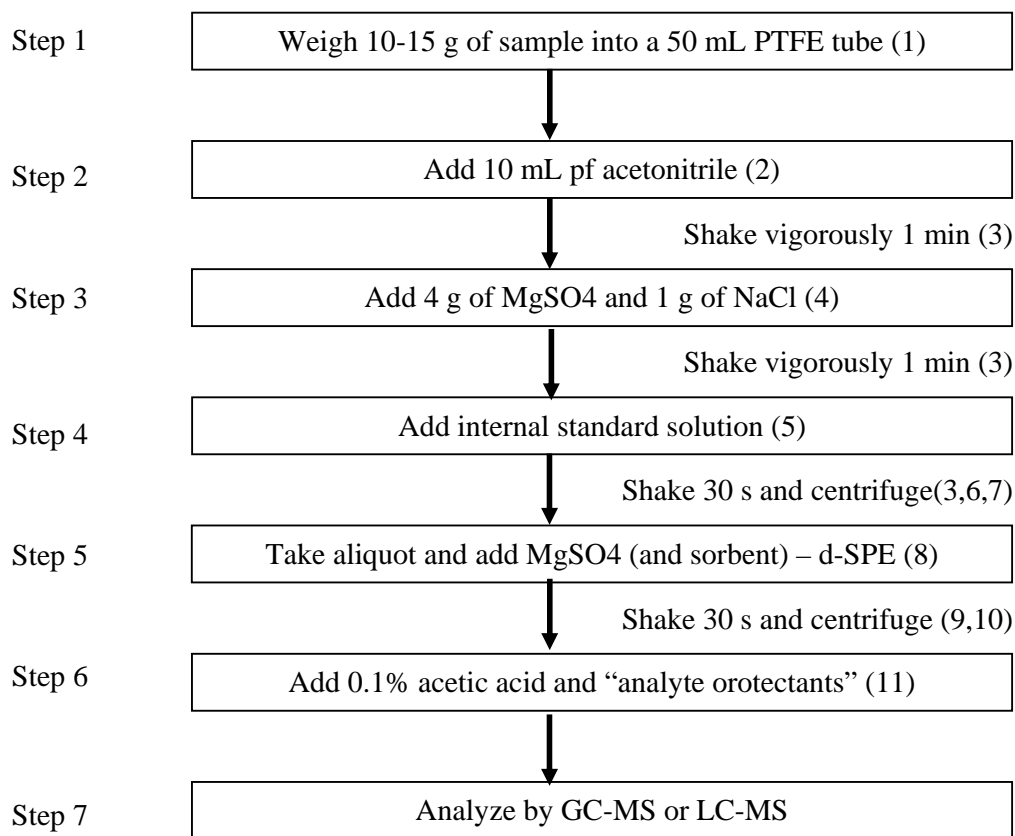 Step 1
Weigh 10-15 g of sample into a 50 mL PTFE tube (1)
Step 2
Add 10 mL pf acetonitrile (2)
Shake vigorously 1 min (3)
Step 3
Add 4 g of MgSO4 and 1 g of NaCl (4)
Shake vigorously 1 min (3)
Step 4
Add internal standard solution (5)
Shake 30 s and centrifuge(3,6,7)
Step 5
Take aliquot and add MgSO4 (and sorbent) – d-SPE (8)
Shake 30 s and centrifuge (9,10)
Step 6
Add 0.1% acetic acid and “analyte orotectants” (11)
Step 7
Analyze by GC-MS or LC-MS